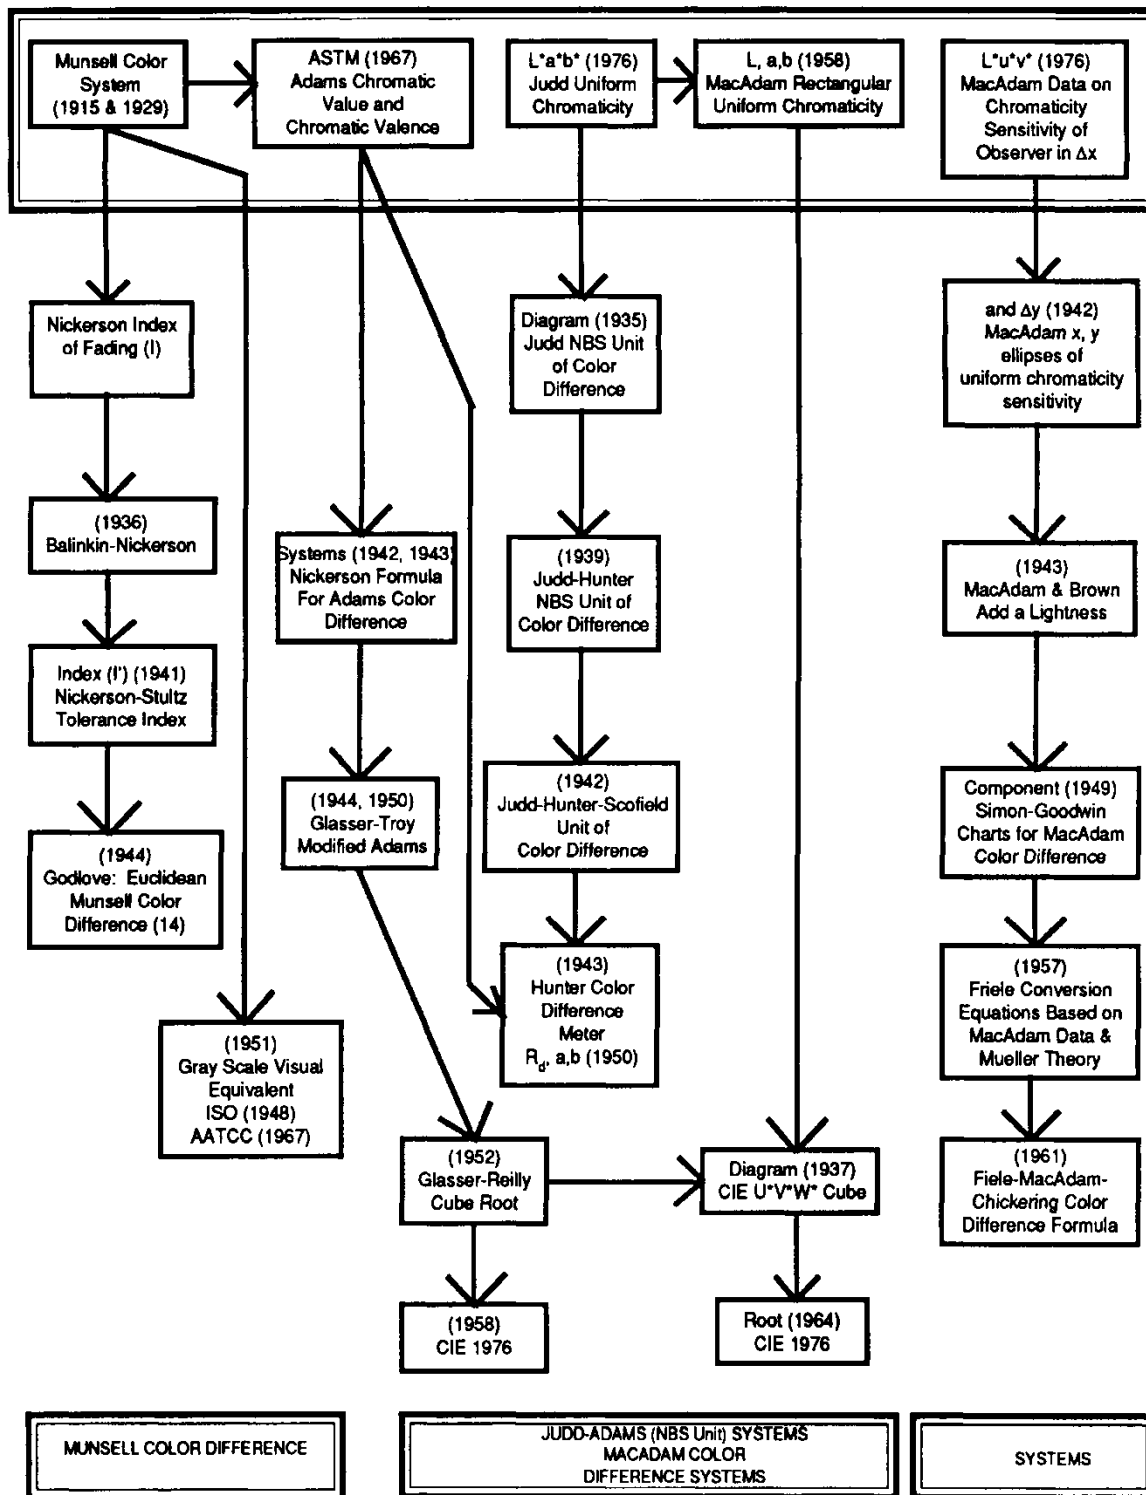 Munsell Color
System
(1915 & 1929)
ASTM (1967)
Adams Chromatic
Value and
Chromatic Valence
L*a*b* (1976)
Judd Uniform
Chromaticity
L, a,b (1958)
MacAdam Rectangular
Uniform Chromaticity
L*u*v* (1976)
MacAdam Data on
Chromaticity
Sensitivity of
Observer in Δx
Nickerson Index
of Fading (I)
Diagram (1935)
Judd NBS Unit
of Color
Difference
and Δy (1942)
MacAdam x, y
ellipses of
uniform chromaticity
sensitivity
(1936)
Balinkin-Nickerson
Systems (1942, 1943)
Nickerson Formula
For Adams Color
Difference
(1939)
Judd-Hunter
NBS Unit of
Color Difference
(1943)
MacAdam & Brown
Add a Lightness
Index (I') (1941)
Nickerson-Stultz
Tolerance Index
(1944, 1950)
Glasser-Troy
Modified Adams
(1942)
Judd-Hunter-Scofield
Unit of
Color Difference
Component (1949)
Simon-Goodwin
Charts for MacAdam
Color Difference
(1944)
Godlove: Euclidean
Munsell Color
Difference (14)
(1943)
Hunter Color
Difference
Meter
Rd, a,b (1950)
(1957)
Friele Conversion
Equations Based on
MacAdam Data &
Mueller Theory
(1951)
Gray Scale Visual
Equivalent
ISO (1948)
AATCC (1967)
(1952)
Glasser-Reilly
Cube Root
Diagram (1937)
CIE U*V*W* Cube
(1961)
Fiele-MacAdam-
Chickering Color
Difference Formula
(1958)
CIE 1976
Root (1964)
CIE 1976
MUNSELL COLOR DIFFERENCE
JUDD-ADAMS (NBS Unit) SYSTEMS
MACADAM COLOR
DIFFERENCE SYSTEMS
SYSTEMS